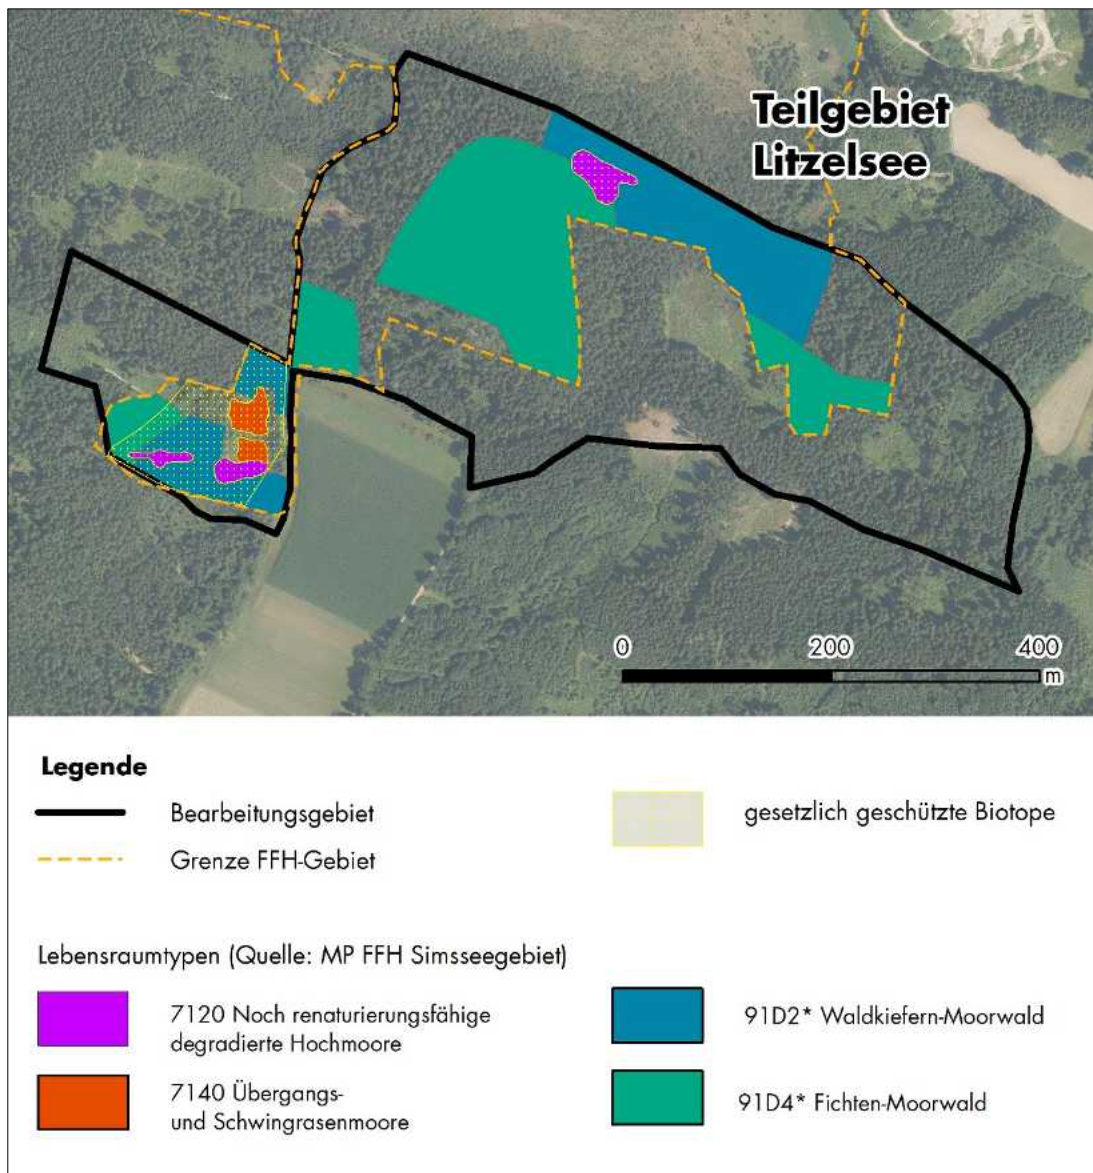 Teilgebiet
Litzelsee
0 200 400
m
Legende
Bearbeitungsgebiet
Grenze FFH-Gebiet
gesetzlich geschützte Biotope
Lebensraumtypen (Quelle: MP FFH Simsseegebiet)
7120 Noch renaturierungsfähige
degradierte Hochmoore
7140 Übergangs-
und Schwingrasenmoore
91D2* Waldkiefern-Moorwald
91D4* Fichten-Moorwald